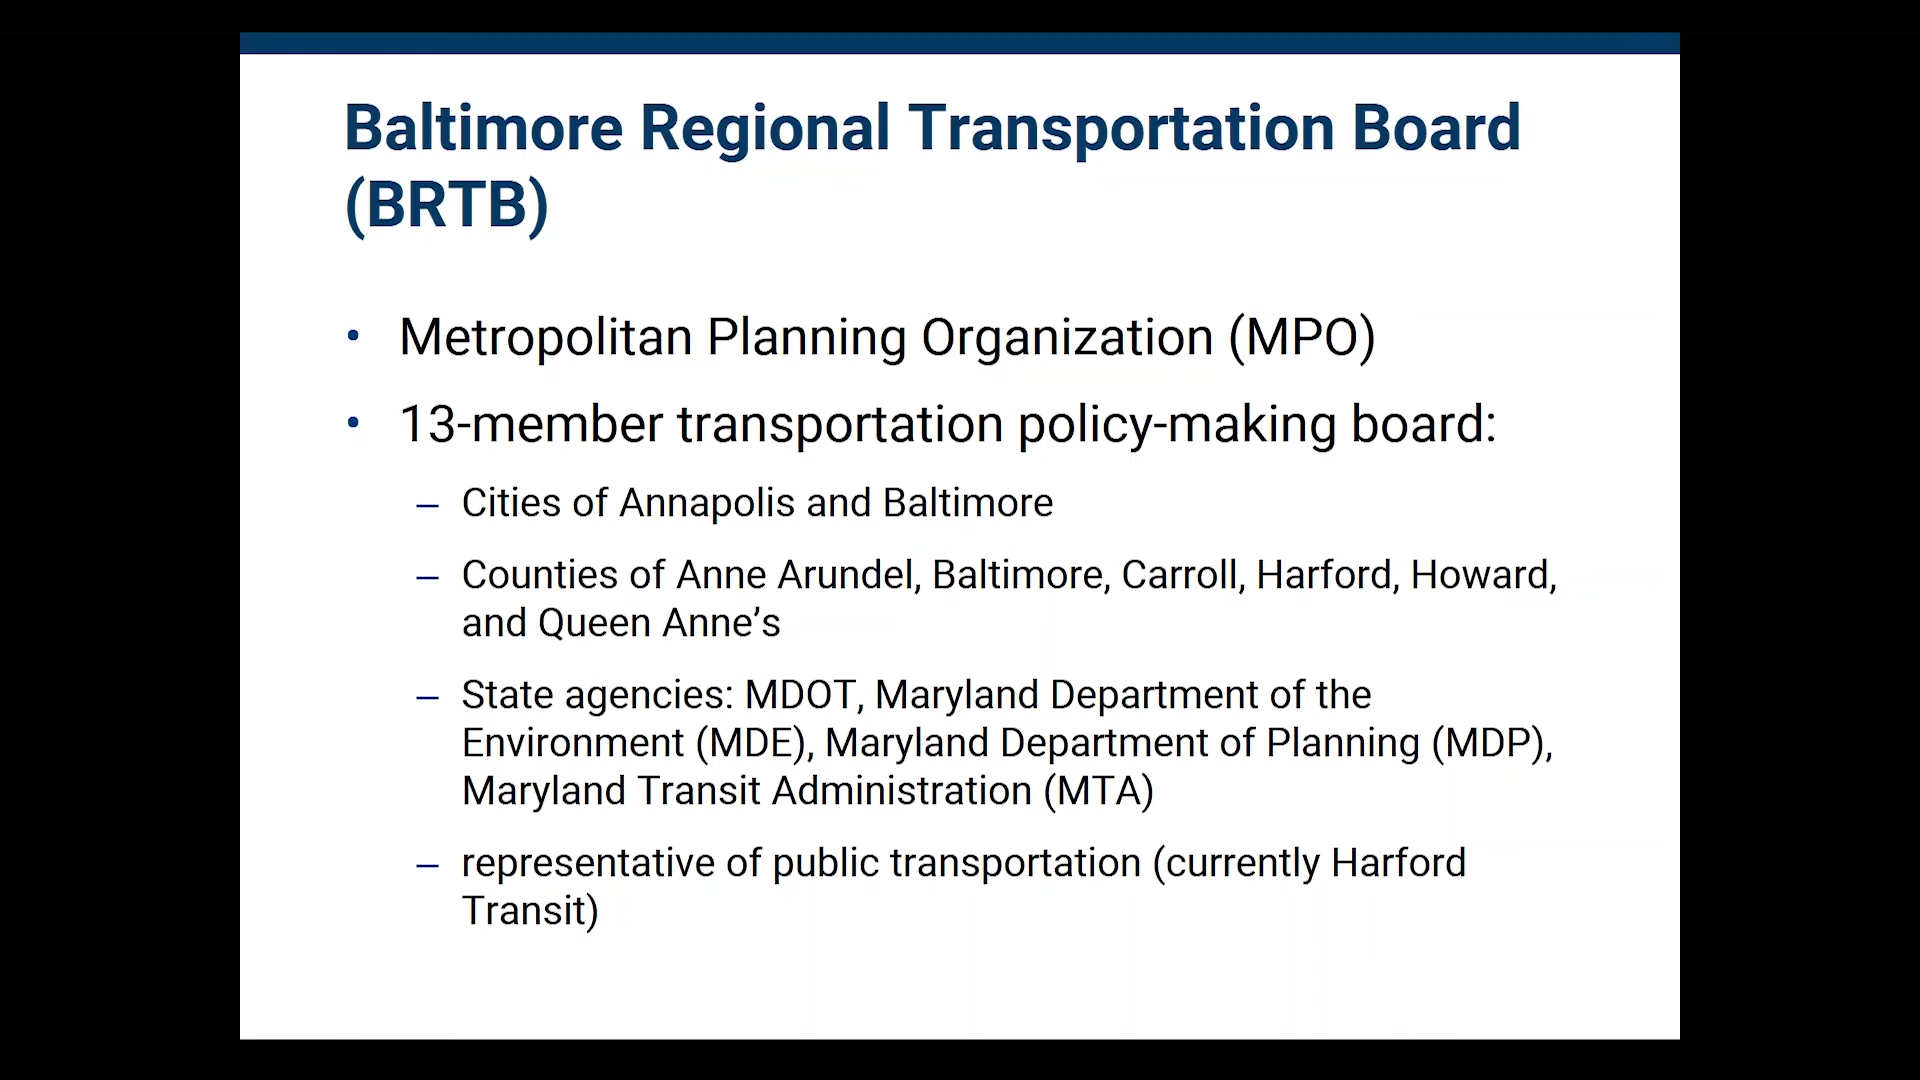 Baltimore Regional Transportation Board
(BRTB)
• Metropolitan Planning Organization (MPO)
• 13-member transportation policy-making board:
– Cities of Annapolis and Baltimore
– Counties of Anne Arundel, Baltimore, Carroll, Harford, Howard,
and Queen Anne’s
– State agencies: MDOT, Maryland Department of the
Environment (MDE), Maryland Department of Planning (MDP),
Maryland Transit Administration (MTA)
– representative of public transportation (currently Harford
Transit)